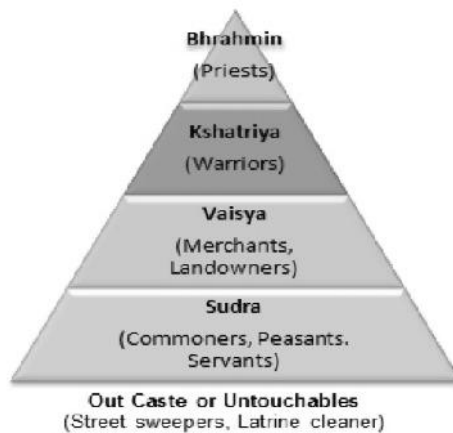 Bhrahmin
(Priests)
Kshatriya
(Warriors)
Vaisya
(Merchants,
Landowners)
Sudra
(Commoners, Peasants.
Servants)
Out Caste or Untouchables
(Street sweepers, Latrine cleaner)